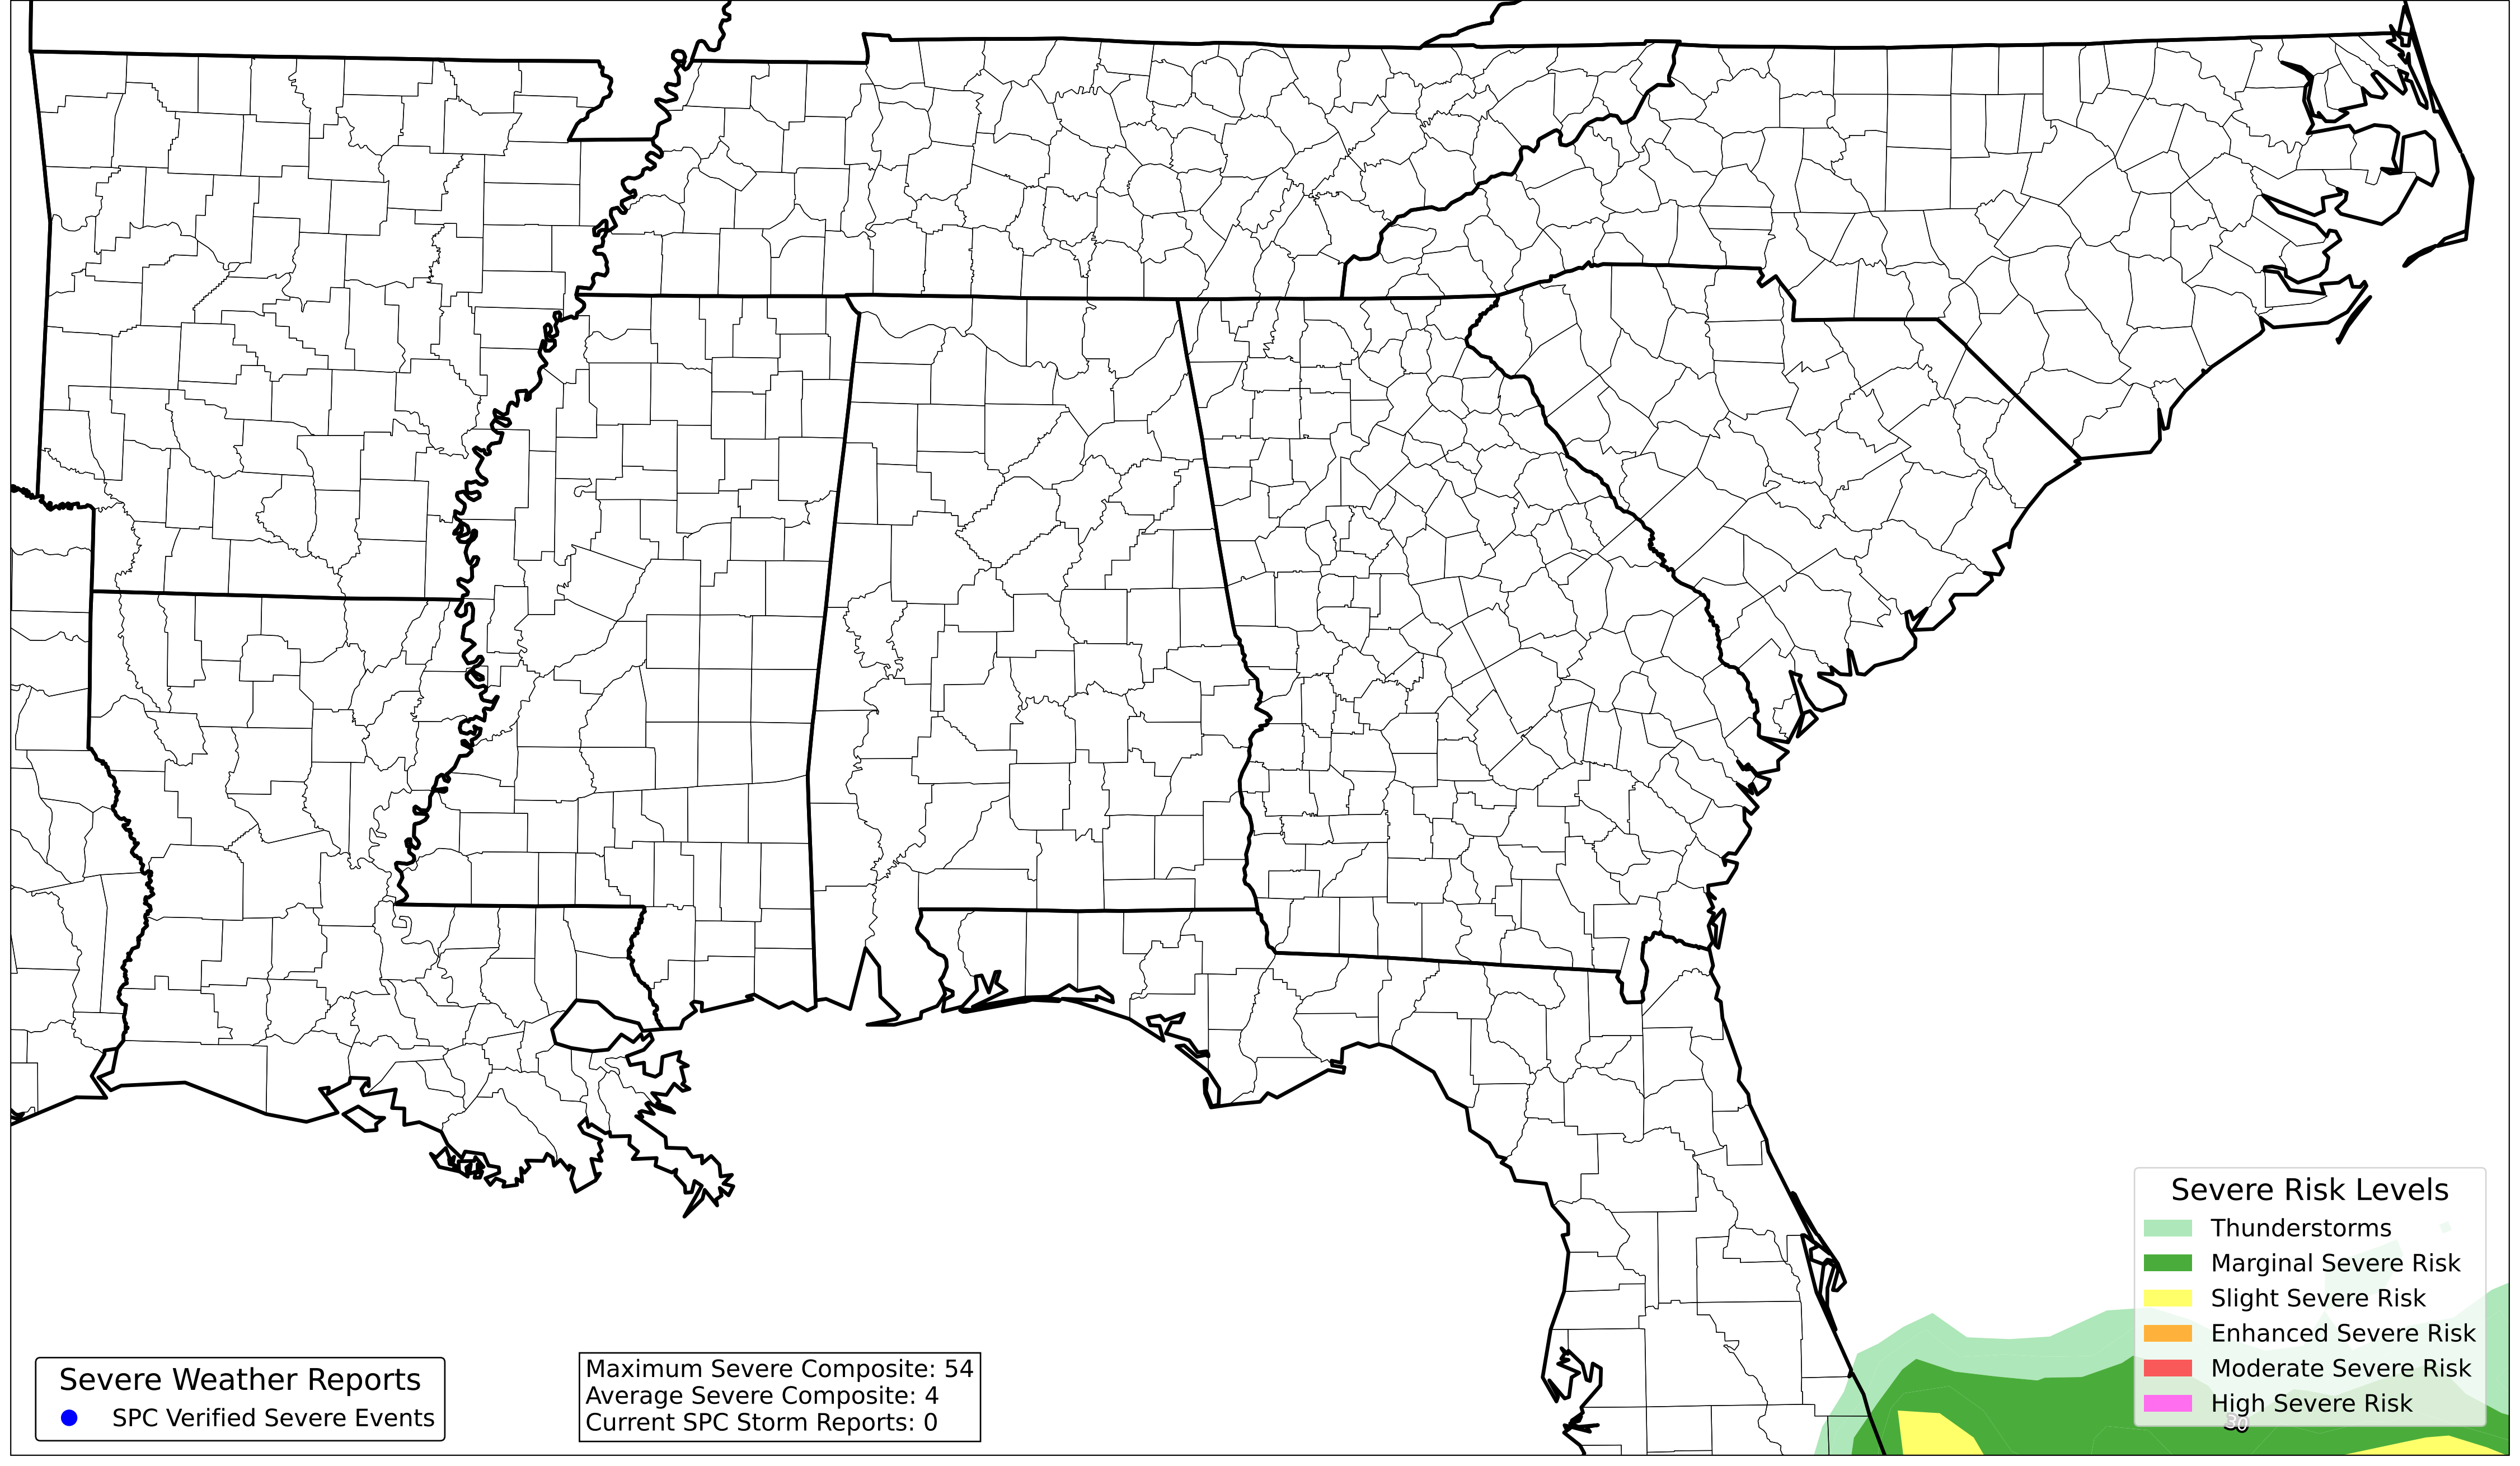 Severe Risk Levels
Thunderstorms
Marginal Severe Risk
Slight Severe Risk
Enhanced Severe Risk
Moderate Severe Risk
High Severe Risk
30
Severe Weather Reports
SPC Verified Severe Events
Maximum Severe Composite: 54
Average Severe Composite: 4
Current SPC Storm Reports: 0